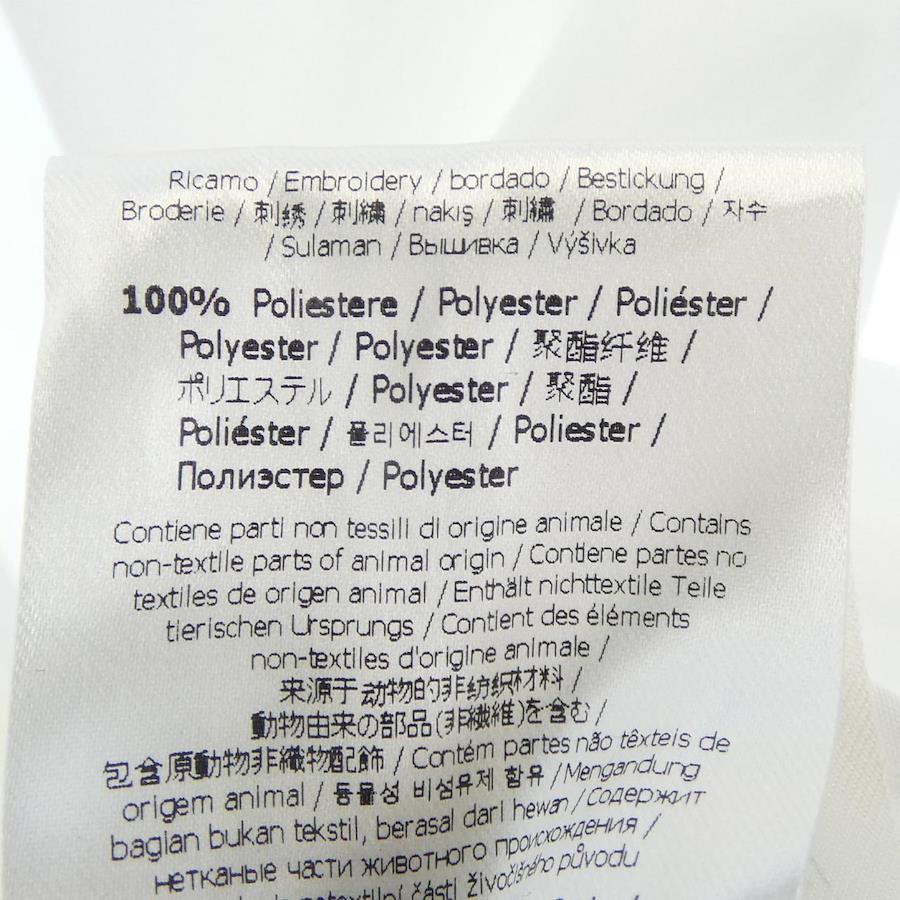 Ricamo / Embroidery / bordado / Bestickung /
Broderie / 刺绣 / 刺繍 / nakış / 刺繡 / Bordado / 자수
/ Sulaman / Вышивка / Výšivka
100% Poliestere / Polyester / Poliéster /
Polyester / Polyester / 聚酯纤维 /
ポリエステル / Polyester / 聚酯 /
Poliéster /폴리에스터 / Poliester /
Полиэстер / Polyester
Contiene parti non tessili di origine animale / Contains
non-textile parts of animal origin / Contiene partes no
textiles de origen animal / Enthält nichttextile Teile
tierischen Ursprungs / Contient des éléments
non-textiles d'origine animale /
来源于动物的非纺织材料 /
動物由来の部品(非繊維)を含む /
包含原動物非織物配飾 / Contém partes não têxteis de
origem animal / 동물성 비섬유제 함유 / Mengandung
bagian bukan tekstil, berasal dari hewan / Содержит
нетканые части животного происхождения /
netextilní části živočišného původu